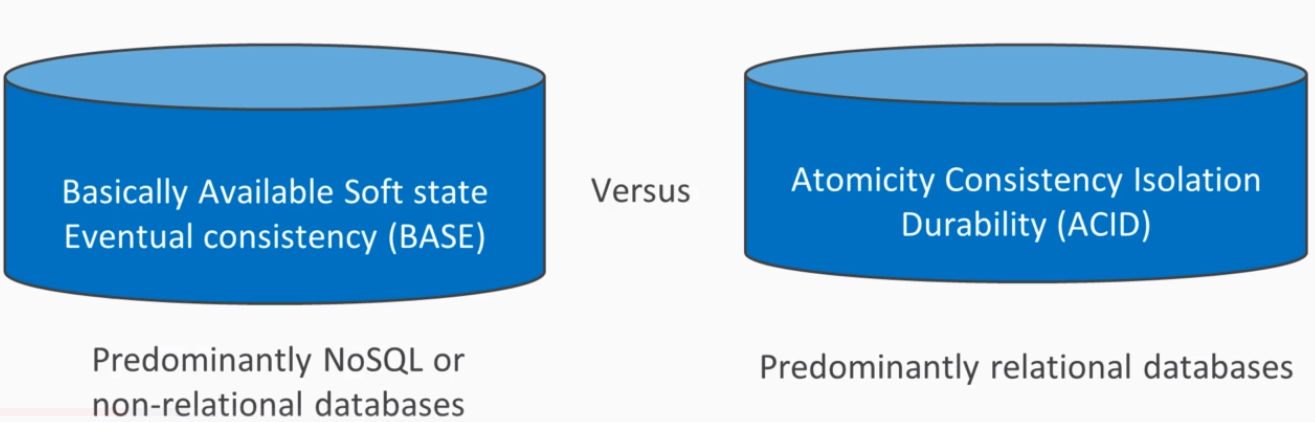 Basically Available Soft state
Eventual consistency (BASE)
Versus
Atomicity Consistency Isolation
Durability (ACID)
Predominantly NoSQL or
non-relational databases
Predominantly relational databases